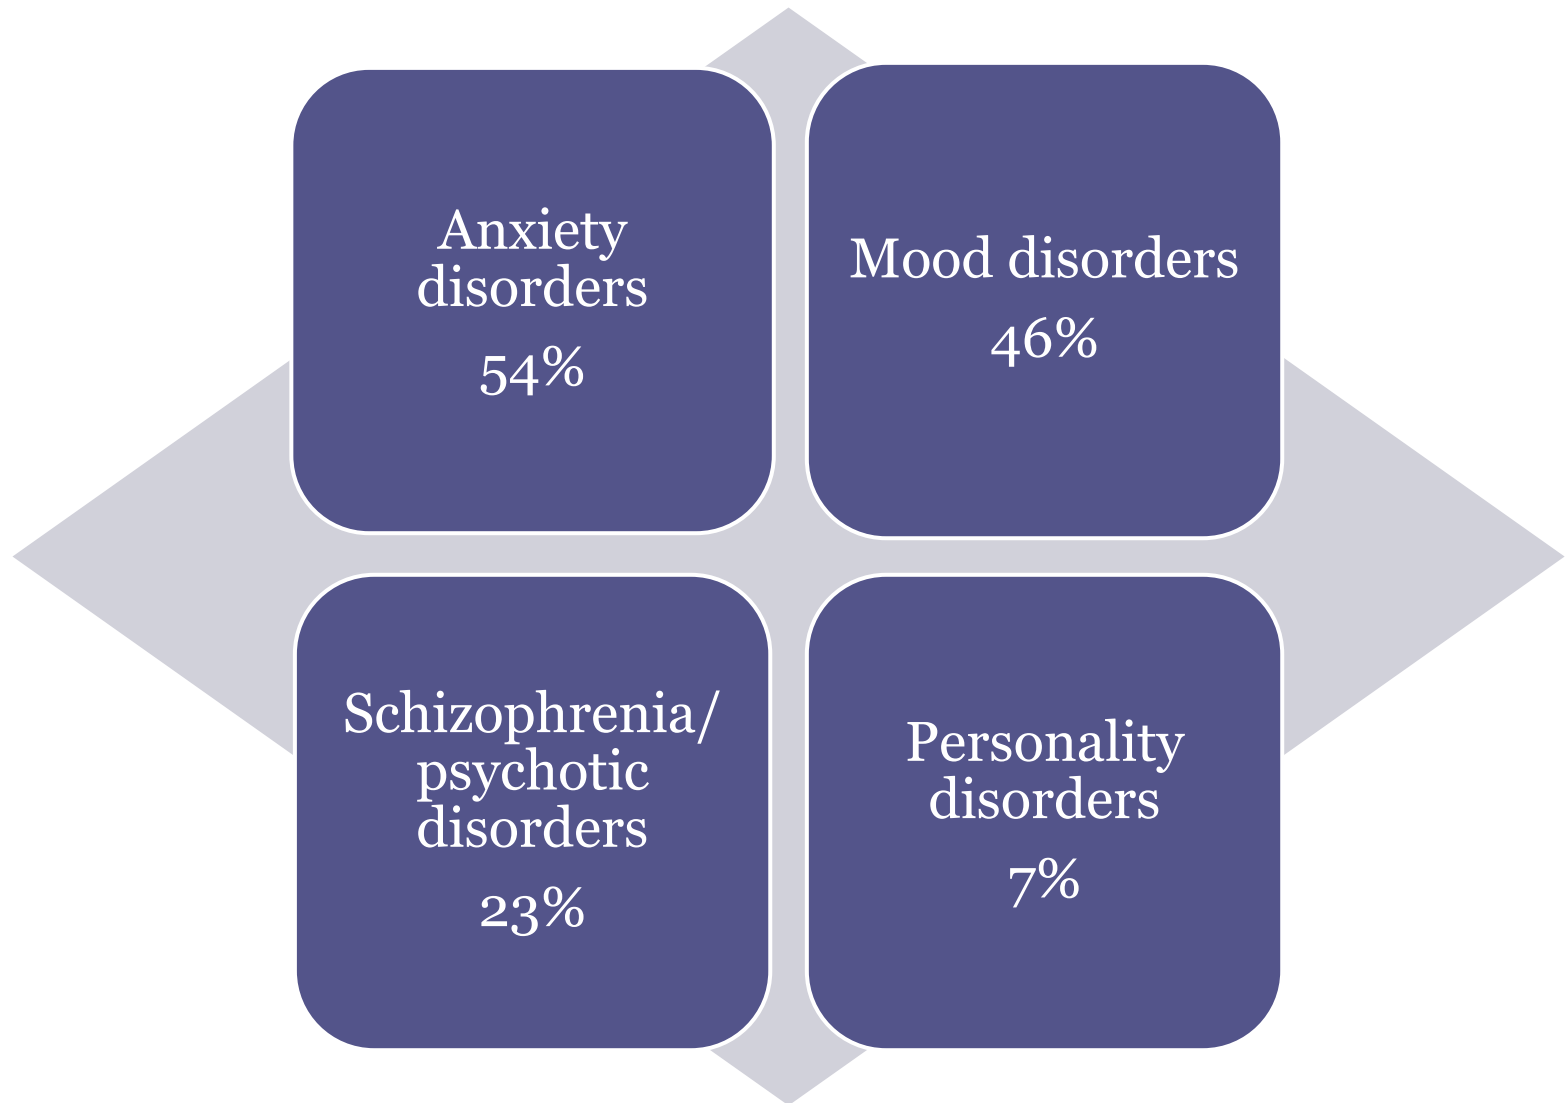 Anxiety
disorders
54%
Mood disorders
46%
Schizophrenia/
psychotic
disorders
23%
Personality
disorders
7%